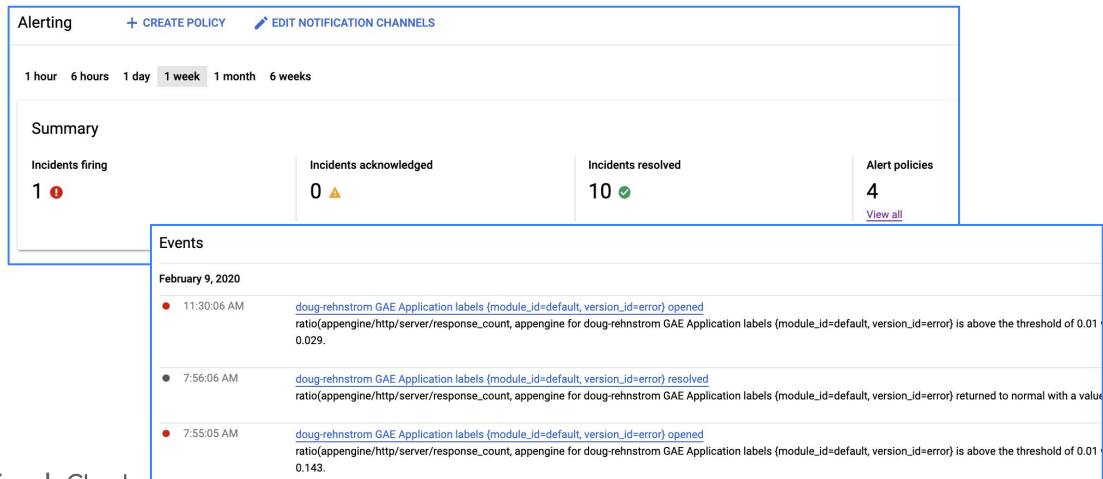 Alerting
+ CREATE POLICY
EDIT NOTIFICATION CHANNELS
1 hour 6 hours 1 day 1 week 1 month 6 weeks
Summary
Incidents firing
1
Incidents acknowledged
0
Incidents resolved
10
Alert policies
4
View all
Events
February 9, 2020
11:30:06 AM
doug-rehnstrom GAE Application labels {module_id=default, version_id=error} opened
ratio(appengine/http/server/response_count, appengine for doug-rehnstrom GAE Application labels {module_id=default, version_id=error} is above the threshold of 0.01
0.029.
7:56:06 AM
doug-rehnstrom GAE Application labels {module_id=default, version_id=error} resolved
ratio(appengine/http/server/response_count, appengine for doug-rehnstrom GAE Application labels {module_id=default, version_id=error} returned to normal with a value
7:55:05 AM
doug-rehnstrom GAE Application labels {module_id=default, version_id=error} opened
ratio(appengine/http/server/response_count, appengine for doug-rehnstrom GAE Application labels {module_id=default, version_id=error} is above the threshold of 0.01
0.143.